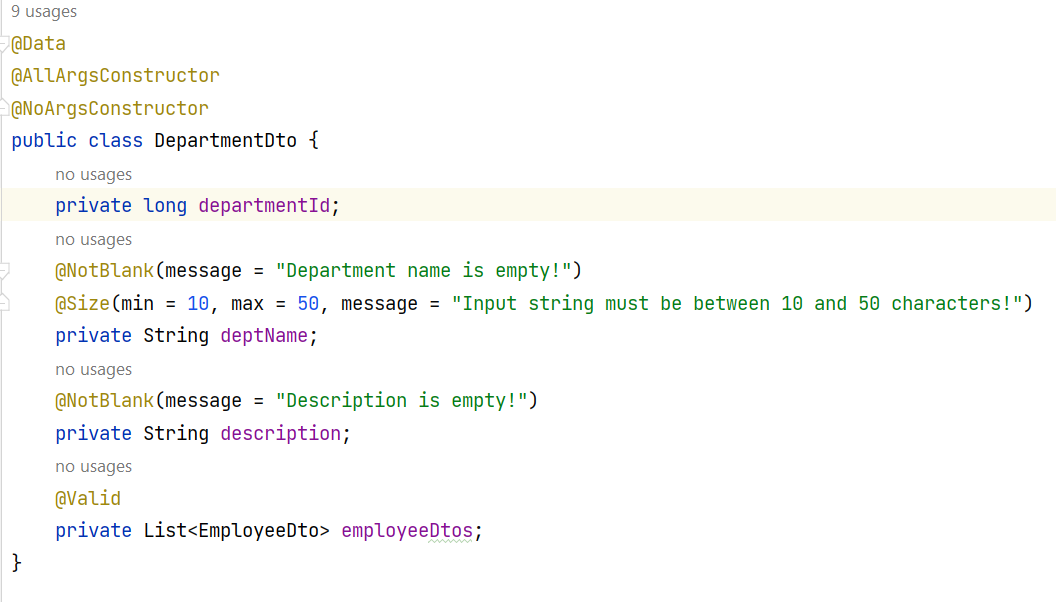 9 usages
@Data
@AllArgsConstructor
@NoArgsConstructor
public class DepartmentDto {
no usages
private long departmentId;
no usages
@NotBlank(message = "Department name is empty!")
@Size(min = 10, max = 50, message = "Input string must be between 10 and 50 characters!")
private String deptName;
no usages
@NotBlank(message = "Description is empty!")
private String description;
no usages
@Valid
private List<EmployeeDto> employeeDtos;
}